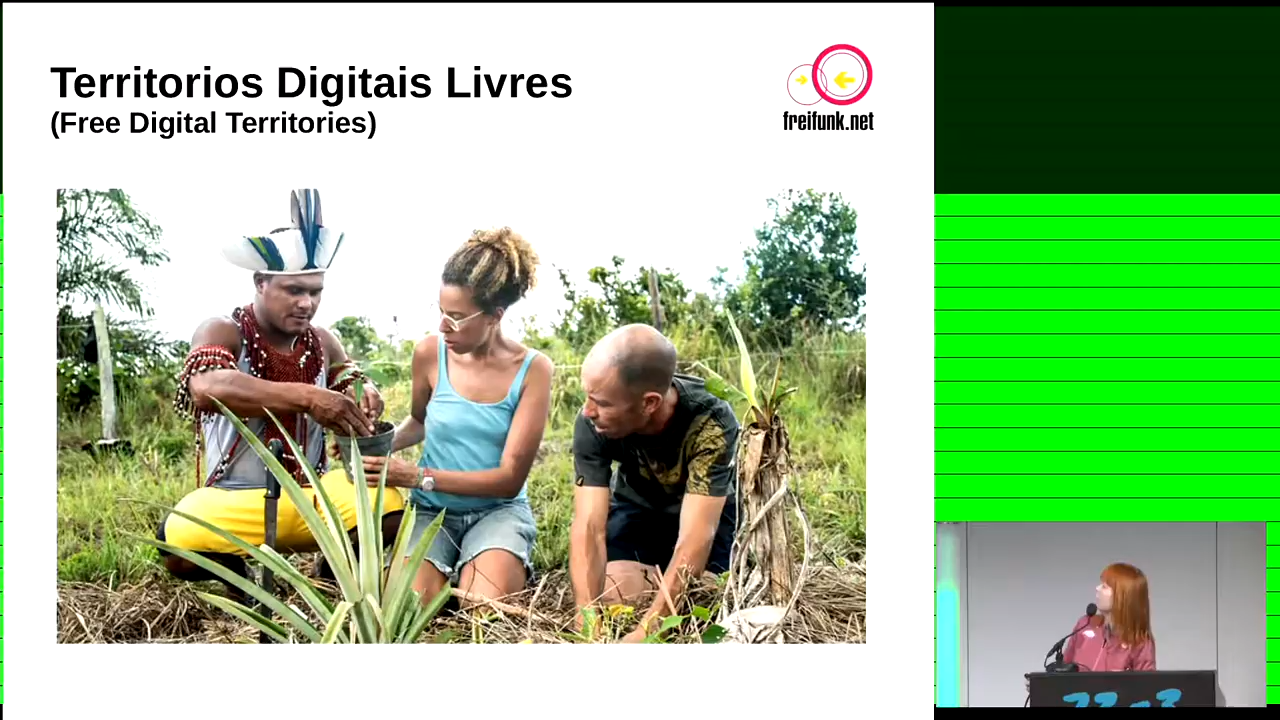 Territorios Digitais Livres
(Free Digital Territories)
freifunk.net